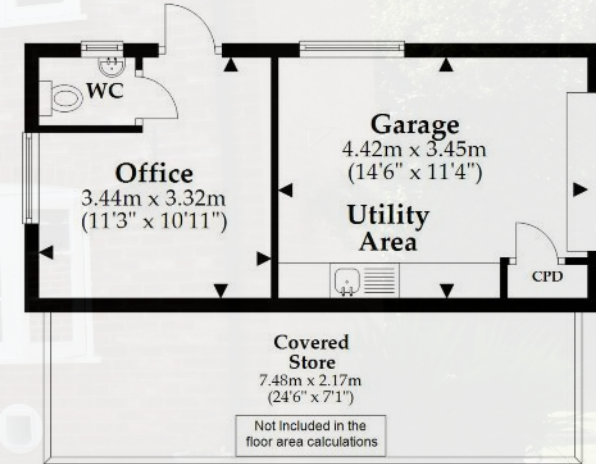 WC
Office
3.44m x 3.32m
(11'3" x 10'11")
Garage
4.42m x 3.45m
(14'6" x 11'4")
Utility
Area
CPD
Covered
Store
7.48m x 2.17m
(24'6" x 7'1")
Not Included in the
floor area calculations